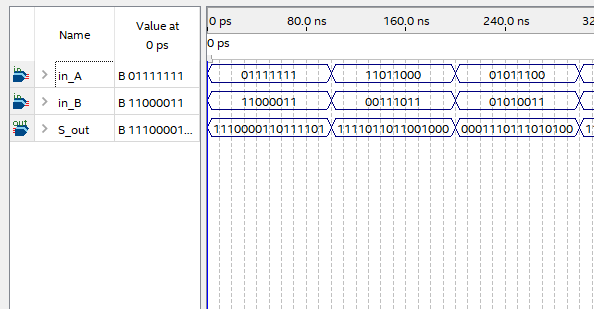 Name
Value at
0 ps
0 ps
80.0 ns
160.0 ns
240.0 ns
32
0 ps
in
in_A
B 01111111
01111111
11011000
01011100
in
in_B
B 11000011
11000011
00111011
01010011
out
S_out
B 11100001...
1110000110111101
1111011011001000
0001110111010100
11